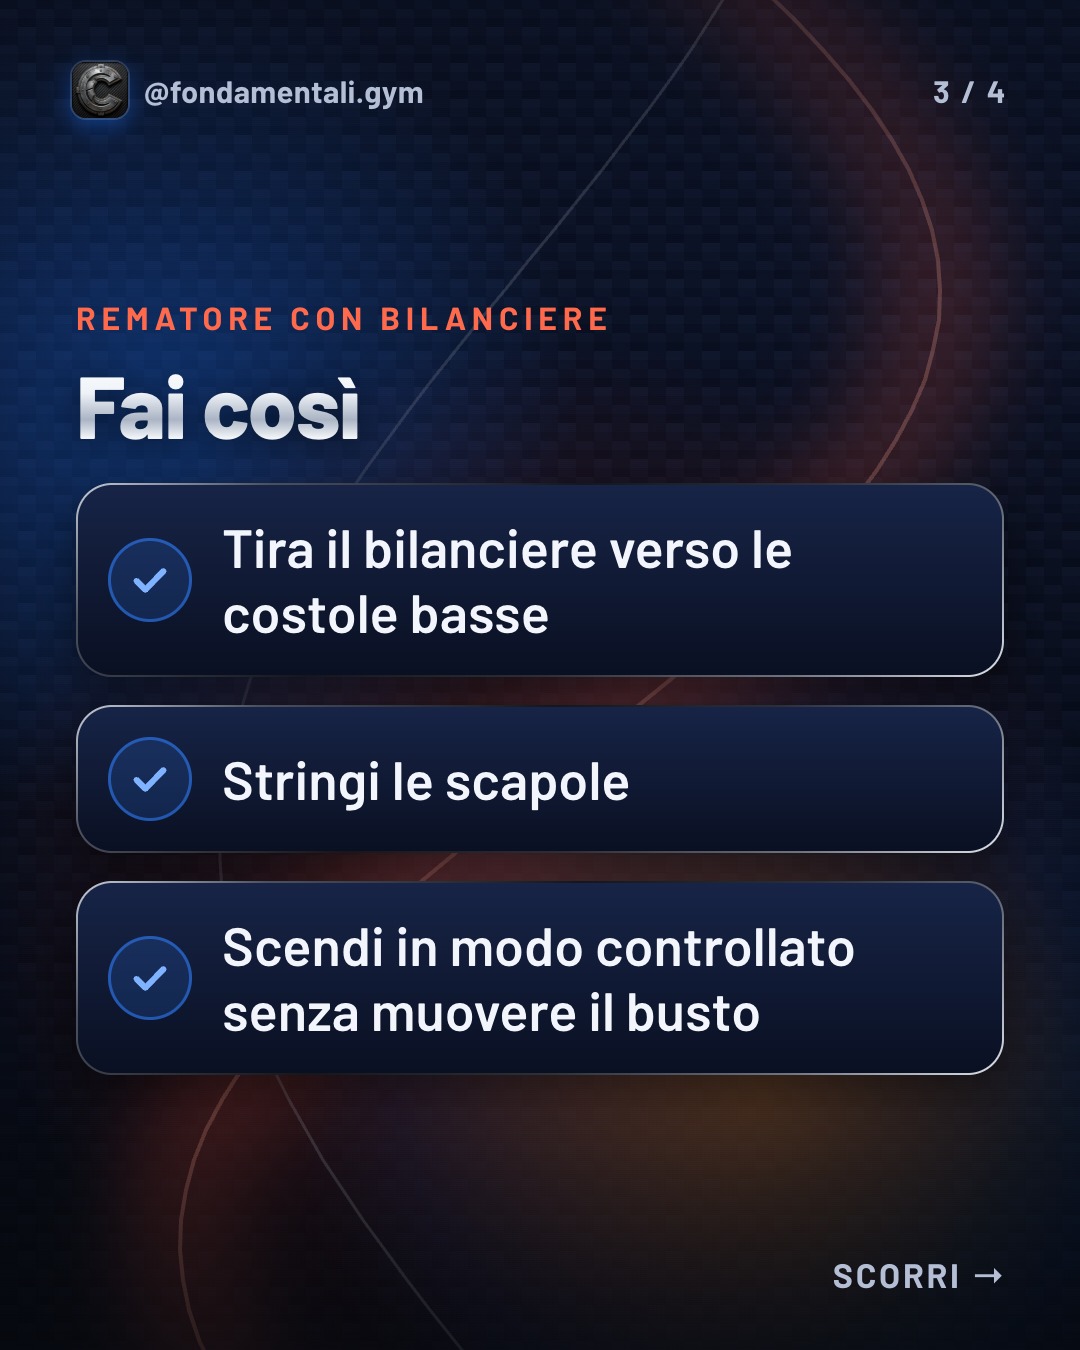 @fondamentali.gym
3 / 4
REMATORE CON BILANCIERE
Fai così
Tira il bilanciere verso le
costole basse
Stringi le scapole
Scendi in modo controllato
senza muovere il busto
SCORRI →